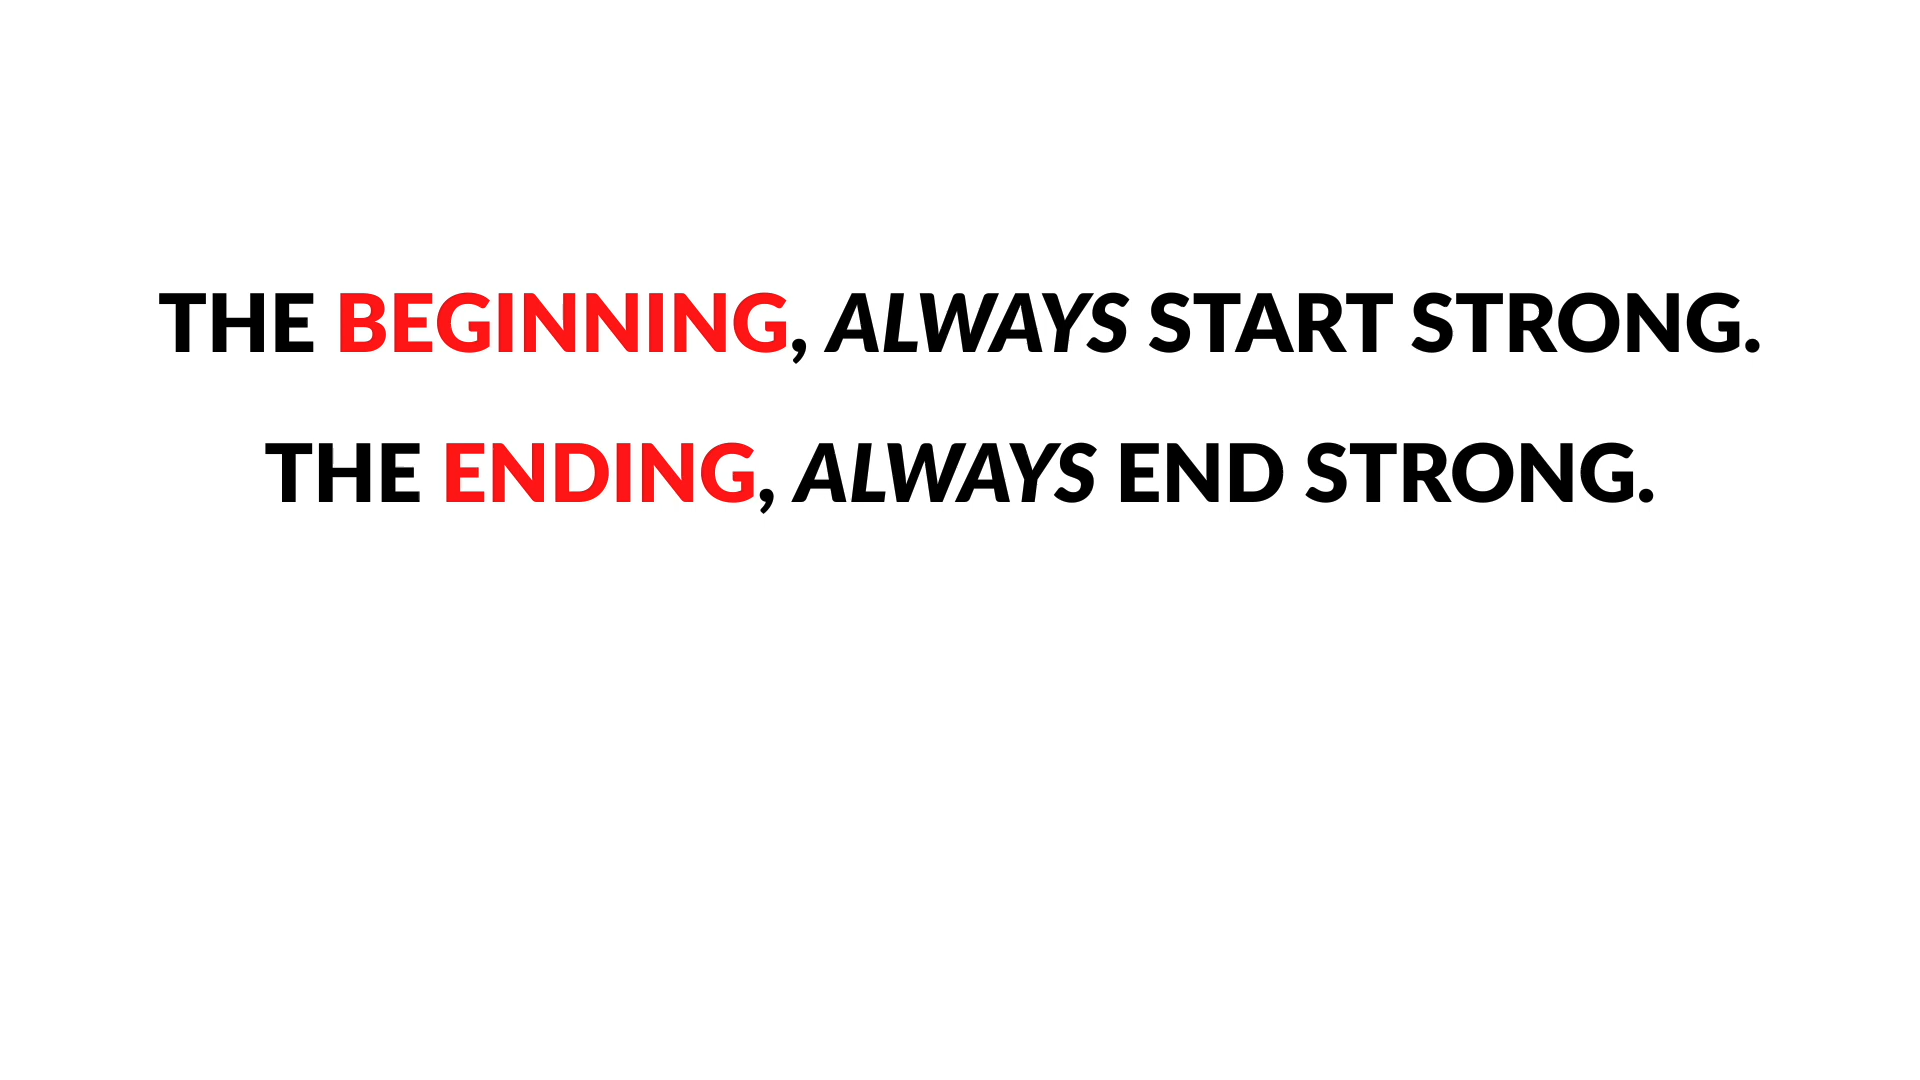 THE BEGINNING, ALWAYS START STRONG.
THE ENDING, ALWAYS END STRONG.